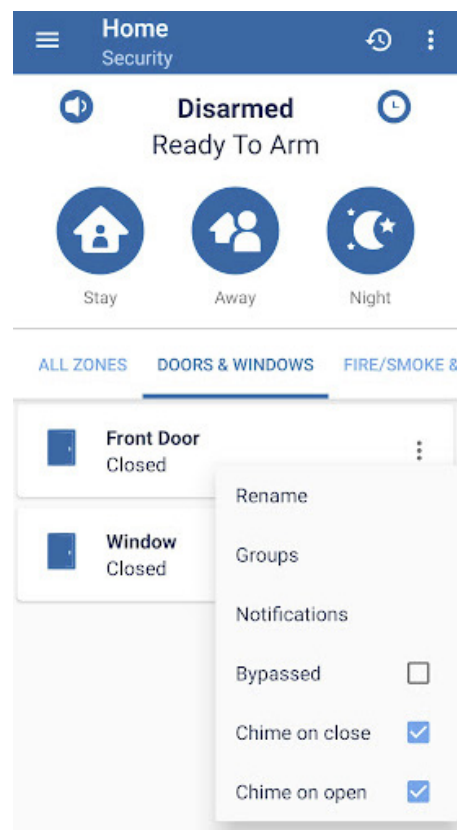 Home
Security
Disarmed
Ready To Arm
Stay Away Night
ALL ZONES DOORS & WINDOWS FIRE/SMOKE &
Front Door
Closed
Window
Closed
Rename
Groups
Notifications
Bypassed
Chime on close
Chime on open